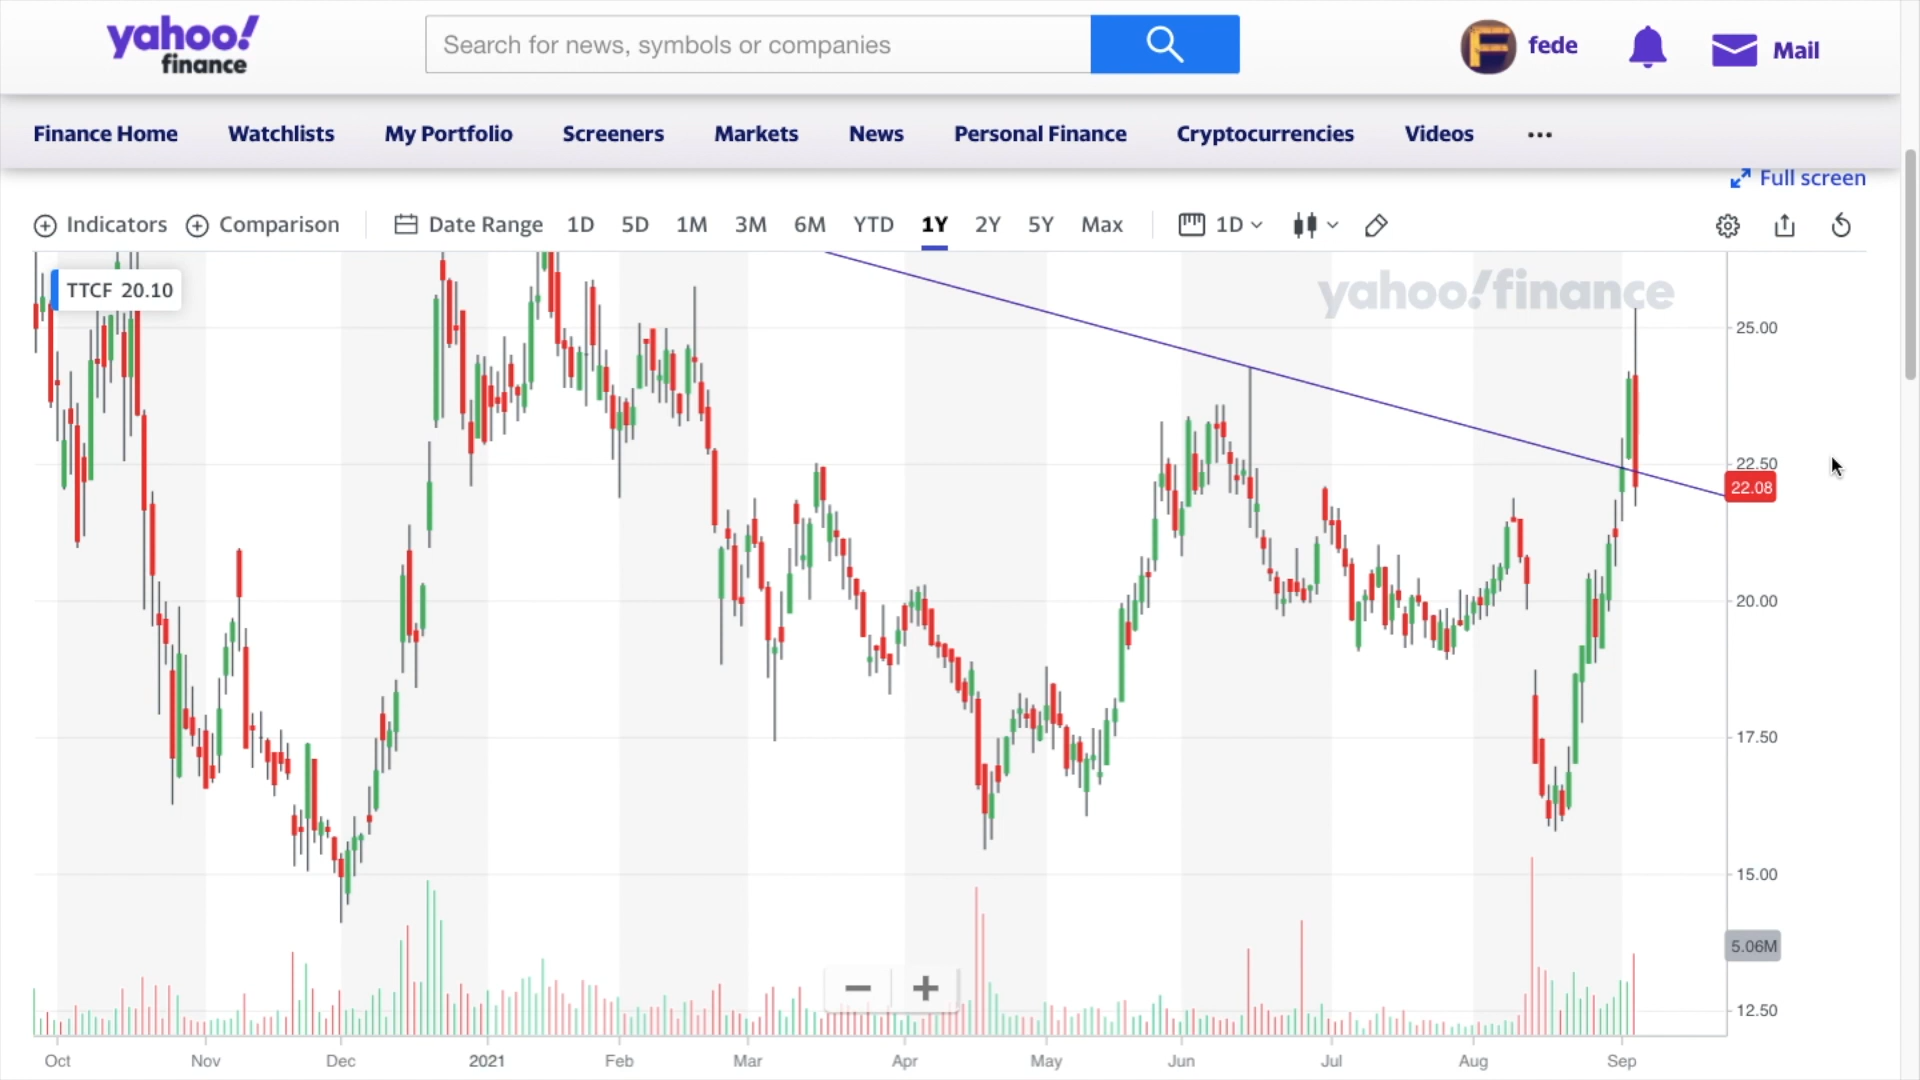 yahoo!
finance
Search for news, symbols or companies
fede
Mail
Finance Home Watchlists My Portfolio Screeners Markets News Personal Finance Cryptocurrencies Videos ...
Full screen
Indicators Comparison Date Range 1D 5D 1M 3M 6M YTD 1Y 2Y 5Y Max 1D
TTCF 20.10
yahoo!finance
25.00
22.50
22.08
20.00
17.50
15.00
5.06M
12.50
Oct Nov Dec 2021 Feb Mar Apr May Jun Jul Aug Sep